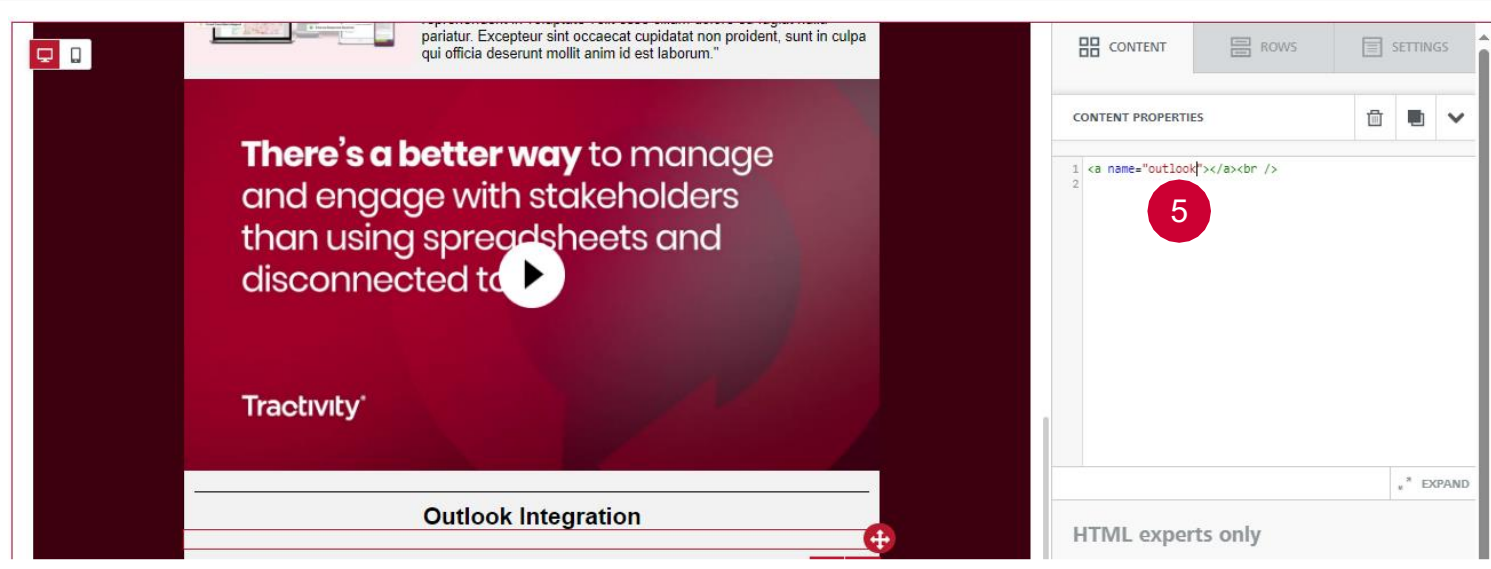 pariatur. Excepteur sint occaecat cupidatat non proident, sunt in culpa
qui officia deserunt mollit anim id est laborum."
There's a better way to manage
and engage with stakeholders
than using spreadsheets and
disconnected
Tractivity
Outlook Integration
CONTENT
ROWS
SETTINGS
CONTENT PROPERTIES
1 <a name="outlook"></a><br />
2
5
EXPAND
HTML experts only